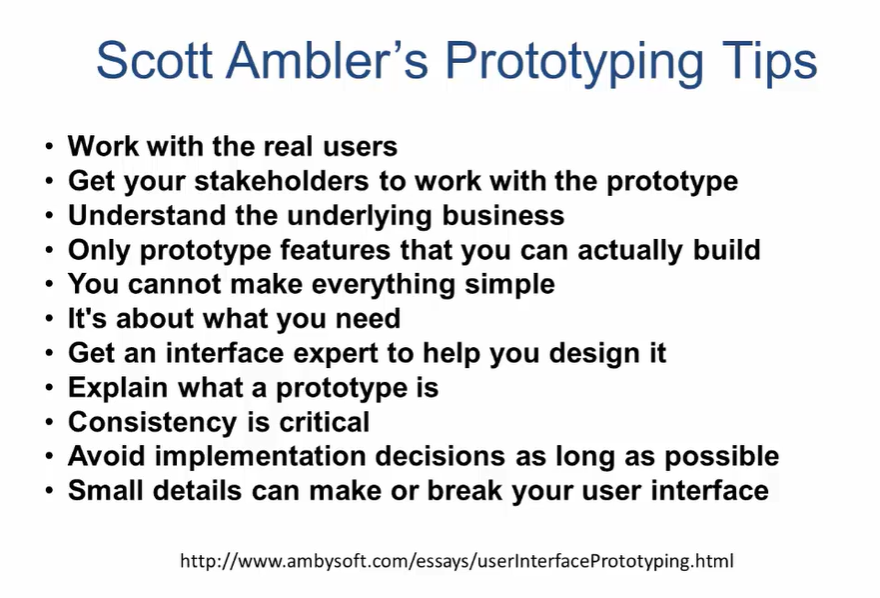 Scott Ambler’s Prototyping Tips
• Work with the real users
• Get your stakeholders to work with the prototype
• Understand the underlying business
• Only prototype features that you can actually build
• You cannot make everything simple
• It's about what you need
• Get an interface expert to help you design it
• Explain what a prototype is
• Consistency is critical
• Avoid implementation decisions as long as possible
• Small details can make or break your user interface
http://www.ambysoft.com/essays/userInterfacePrototyping.html